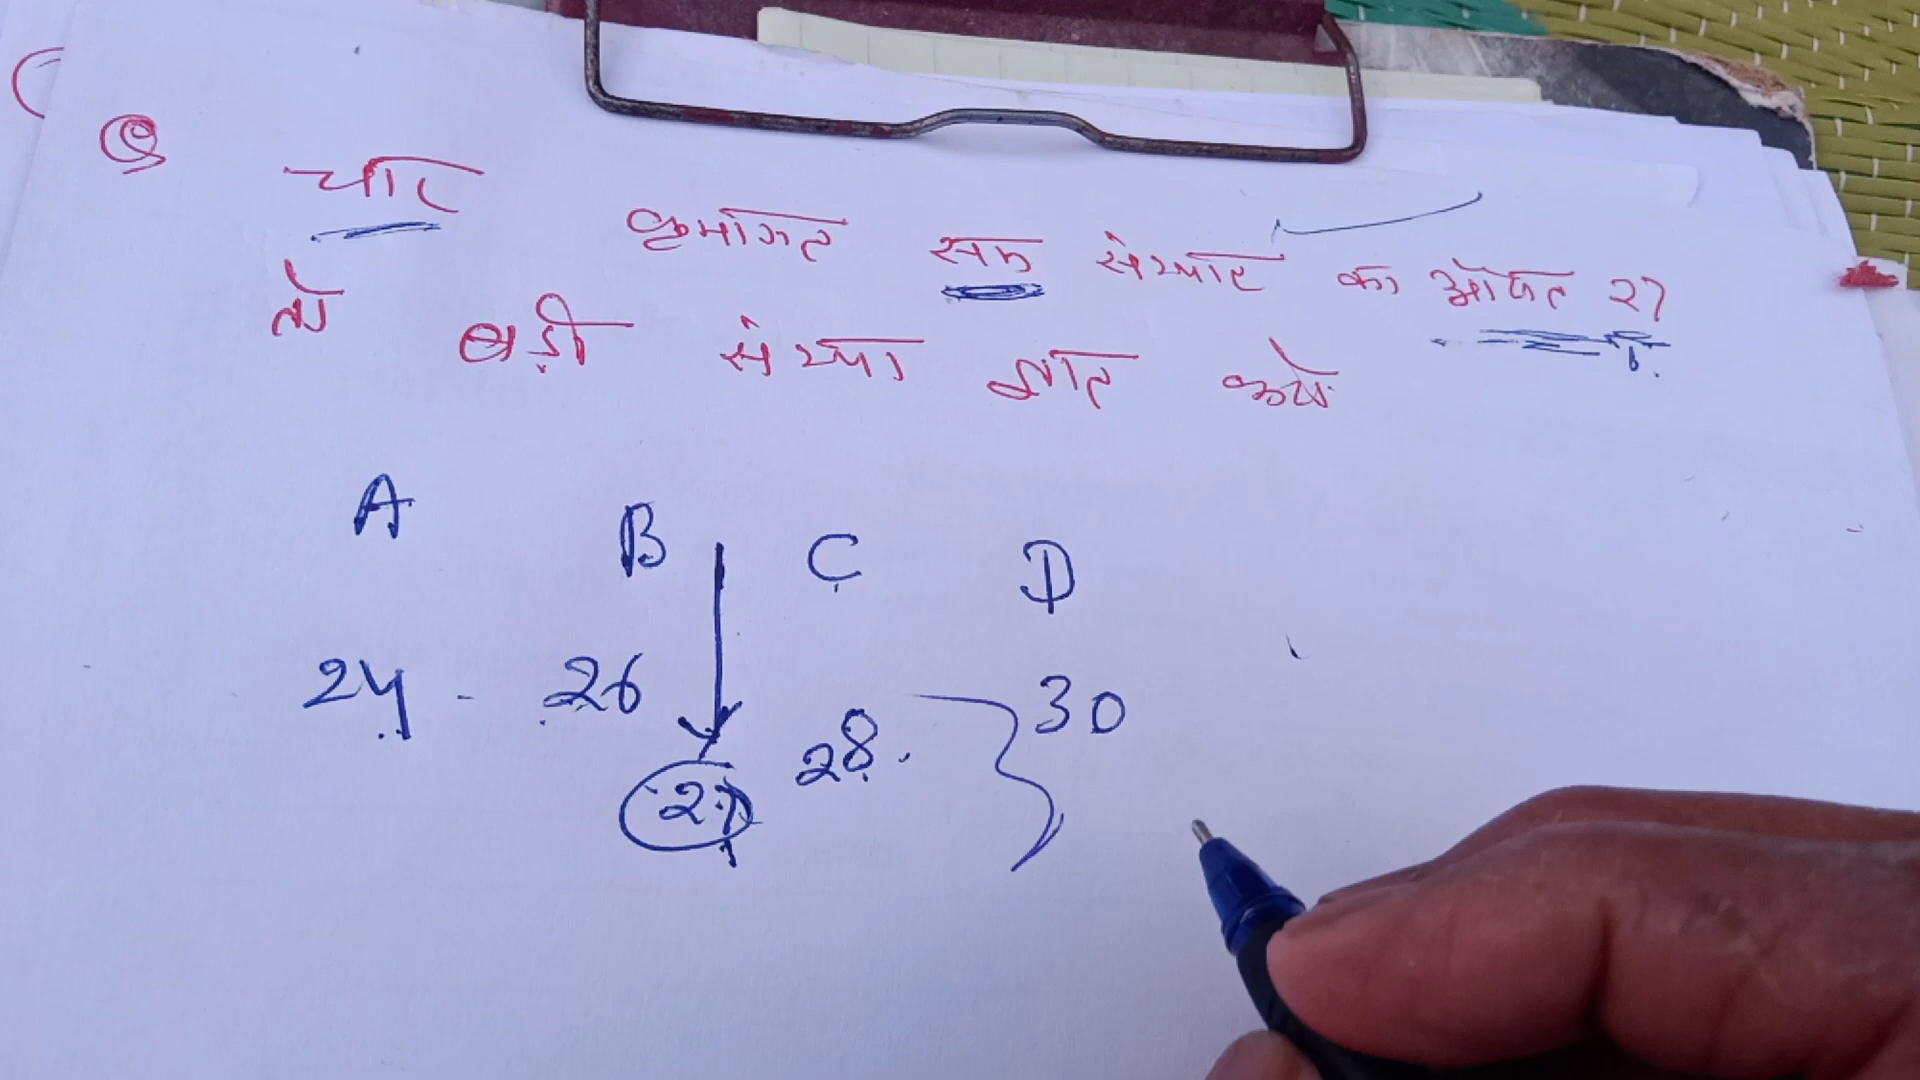 Q चार क्रमागत सम संख्याए का औसत 27
तो बड़ी संख्या ज्ञात करो
A B C D
24 - 26 28. 30
27